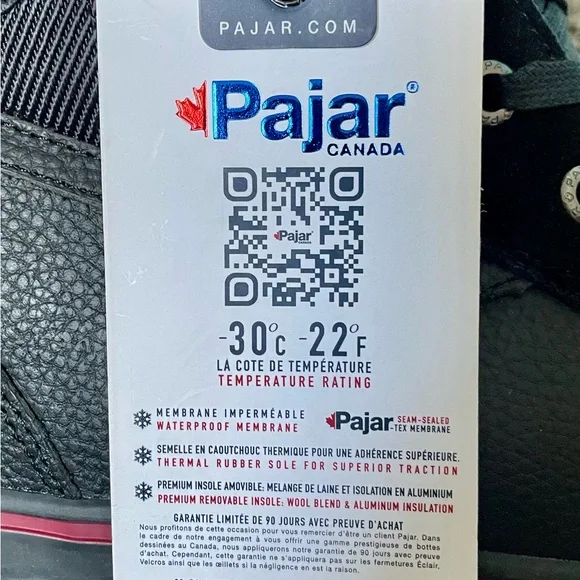 PAJAR.COM
Pajar®
CANADA
Pajar
CANADA
-30°C -22°F
LA COTE DE TEMPÉRATURE
TEMPERATURE RATING
MEMBRANE IMPERMÉABLE
WATERPROOF MEMBRANE
Pajar SEAM-SEALED
-TEX MEMBRANE
SEMELLE EN CAOUTCHOUC THERMIQUE POUR UNE ADHÉRENCE SUPÉRIEURE.
THERMAL RUBBER SOLE FOR SUPERIOR TRACTION
PREMIUM INSOLE AMOVIBLE: MELANGE DE LAINE ET ISOLATION EN ALUMINIUM
PREMIUM REMOVABLE INSOLE: WOOL BLEND & ALUMINUM INSULATION
GARANTIE LIMITÉE DE 90 JOURS AVEC PREUVE D'ACHAT
Nous profitons de cette occasion pour vous remercier d'être un client Pajar. Dans
le cadre de notre engagement à vous offrir une gamme prestigieuse de bottes
dessinées au Canada, nous appliquerons notre garantie de 90 jours avec preuve
d'achat. Cependant, cette garantie ne s'appliquera pas sur les fermetures Éclair,
Velcros ainsi que les œillets si la négligence en est la raison.